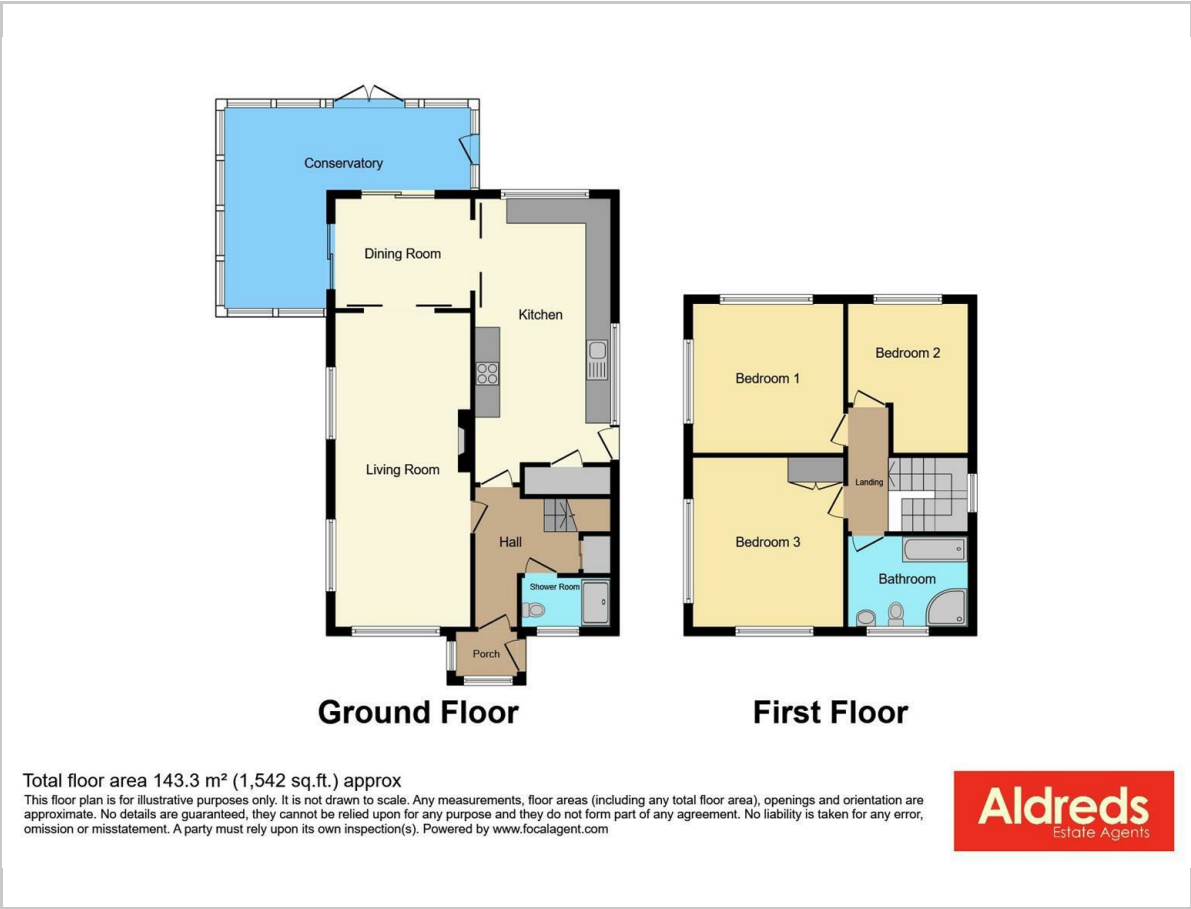 Conservatory
Dining Room
Kitchen
Living Room
Hall
Shower Room
Porch
Bedroom 1
Bedroom 2
Landing
Bedroom 3
Bathroom
Ground Floor
First Floor
Total floor area 143.3 m² (1,542 sq.ft.) approx
This floor plan is for illustrative purposes only. It is not drawn to scale. Any measurements, floor areas (including any total floor area), openings and orientation are
approximate. No details are guaranteed, they cannot be relied upon for any purpose and they do not form part of any agreement. No liability is taken for any error,
omission or misstatement. A party must rely upon its own inspection(s). Powered by www.focalagent.com
Aldreds
Estate Agents